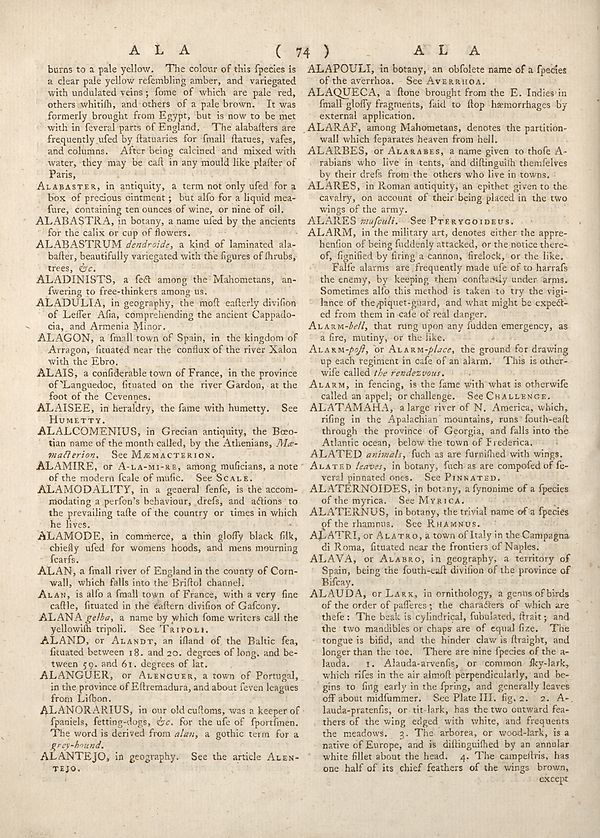 A L A ( 74 ) A L A
burns to a pale yellow. The colour of this ſpecies is
a clear pale yellow reſembling amber, and variegated
with undulated veins; ſome of which are pale red,
others whitiſh, and others of a pale brown. It was
formerly brought from Egypt, but is now to be met
with in ſeveral parts of England. The alabaſters are
frequently uſed by ſtatuaries for ſmall ſtatues, vaſes,
and columns. After being calcined and mixed with
water, they may be caſt in any mould like plaſter of
Paris,
ALABASTER, in antiquity, a term not only uſed for a
box of precious ointment; but alſo for a liquid mea-
ſure, containing ten ounces of wine, or nine of oil.
ALABASTRA, in botany, a name uſed by the ancients
for the calix or cup of flowers.
ALABASTRUM dendroide, a kind of laminated ala-
baſter, beautifully variegated with the figures of ſhrubs,
trees, &c.
ALADINISTS, a ſect among the Mahometans, an-
ſwering to free-thinkers among us.
ALADULIA, in geography, the moſt eaſterly diviſion
of Leſſer Aſia, comprehending the ancient Cappado-
cia, and Armenia Minor.
ALAGON, a ſmall town of Spain, in the kingdom of
Arragon, ſituated near the conflux of the river Xalon
with the Ebro.
ALAIS, a conſiderable town of France, in the province
of Languedoc, ſituated on the river Gardon, at the
foot of the Cevennes.
ALAISEE, in heraldry, the ſame with humetty. See
HUMETTY.
ALALCOMENIUS, in Grecian antiquity, the Bœo-
tian name of the month called, by the Athenians, Mæ-
macterion. See MÆMACTERION.
ALAMIRE, or A-LA-MI-RE, among muſicians, a note
of the modern ſcale of muſic. See SCALE.
ALAMODALITY, in a general ſenſe, is the accom-
modating a perſon's behaviour, dreſs, and actions to
the prevailing taſte of the country or times in which
he lives.
ALAMODE, in commerce, a thin gloſſy black ſilk,
chiefly uſed for womens hoods, and mens mourning
ſcarfs.
ALAN, a ſmall river of England in the county of Corn-
wall, which falls into the Briſtol channel.
ALAN, is alſo a ſmall town of France, with a very fine
caſtle, ſituated in the eaſtern diviſion of Gaſcony.
ALANA gelba, a name by which ſome writers call the
yellowiſh tripoli. See TRIPOLI.
ALAND, or ALANDT, an iſland of the Baltic ſea,
ſituated between 18. and 20. degrees of long. and be-
tween 59. and 61. degrees of lat.
ALANGUER, or ALENGUER, a town of Portugal,
in the province of Eſtremadura, and about ſeven leagues
from Liſbon.
ALANORARIUS, in our old cuſtoms, was a keeper of
ſpaniels, ſetting-dogs, &c. for the uſe of ſportſmen.
The word is derived from alan, a gothic term for a
grey-hound.
ALANTEJO, in geography. See the article ALEN-
TEJO.
ALAPOULI, in botany, an obſolete name of a ſpecies
of the averrhoa. See AVERRHOA.
ALAQUECA, a ſtone brought from the E. Indies in
ſmall gloſſy fragments, ſaid to ſtop hæmorrhages by
external application.
ALARAF, among Mahometans, denotes the partition-
wall which ſeparates heaven from hell.
ALARBES, or ALARABES, a name given to thoſe A-
rabians who live in tents, and diſtinguiſh themſelves
by their dreſs from the others who live in towns.
ALARES, in Roman antiquity, an epithet given to the
cavalry, on account of their being placed in the two
wings of the army.
ALARES muſculi. See PTERYGOIDEUS.
ALARM, in the military art, denotes either the appre-
henſion of being ſuddenly attacked, or the notice there-
of, ſignified by firing a cannon, firelock, or the like.
Falſe alarms are frequently made uſe of to harraſs
the enemy, by keeping them conſtantly under arms.
Sometimes alſo this method is taken to try the vigi-
lance of the piquet-guard, and what might be expect-
ed from them in caſe of real danger.
ALARM-bell, that rung upon any ſudden emergency, as
a fire, mutiny, or the like.
ALARM-poſt, or ALARM-place, the ground for drawing
up each regiment in caſe of an alarm. This is other-
wiſe called the rendezvous.
ALARM, in fencing, is the ſame with what is otherwiſe
called an appel, or challenge. See CHALLENGE.
ALATAMAHA, a large river of N. America, which,
riſing in the Apalachian mountains, runs ſouth-eaſt
through the province of Georgia, and falls into the
Atlantic ocean, below the town of Frederica.
ALATED animals, ſuch as are furniſhed with wings.
ALATED leaves, in botany, ſuch as are compoſed of ſe-
veral pinnated ones. See PINNATED.
ALATERNOIDES, in botany, a ſynonime of a ſpecies
of the myrica. See MYRICA.
ALATERNUS, in botany, the trivial name of a ſpecies
of the rhamnus. See RHAMNUS.
ALATRI, or ALATRO, a town of Italy in the Campagna
di Roma, ſituated near the frontiers of Naples.
ALAVA, or ALABRO, in geography, a territory of
Spain, being the ſouth-eaſt diviſion of the province of
Biſcay.
ALAUDA, or LARK, in ornithology, a genus of birds
of the order of paſſeres; the characters of which are
theſe: The beak is cylindrical, ſubulated, ſtrait; and
the two mandibles or chaps are of equal ſize. The
tongue is bifid, and the hinder claw is ſtraight, and
longer than the toe. There are nine ſpecies of the a-
lauda. 1. Alauda-arvenſis, or common ſky-lark,
which riſes in the air almoſt perpendicularly, and be-
gins to ſing early in the ſpring, and generally leaves
off about midſummer. See Plate III. fig. 2. 2. A-
lauda-pratenſis, or tit-lark, has the two outward fea-
thers of the wing edged with white, and frequents
the meadows. 3. The arborea, or wood-lark, is a
native of Europe, and is diſtinguiſhed by an annular
white fillet about the head. 4. The campeſtris, has
one half of its chief feathers of the wings brown,
except